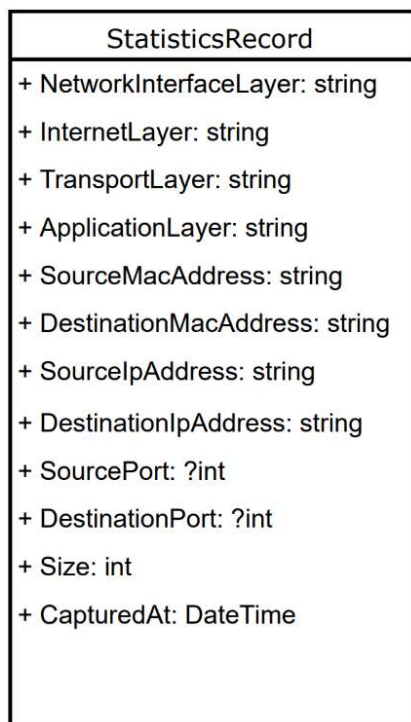 StatisticsRecord
+ NetworkInterfaceLayer: string
+ InternetLayer: string
+ TransportLayer: string
+ ApplicationLayer: string
+ SourceMacAddress: string
+ DestinationMacAddress: string
+ SourceIpAddress: string
+ DestinationIpAddress: string
+ SourcePort: ?int
+ DestinationPort: ?int
+ Size: int
+ CapturedAt: DateTime